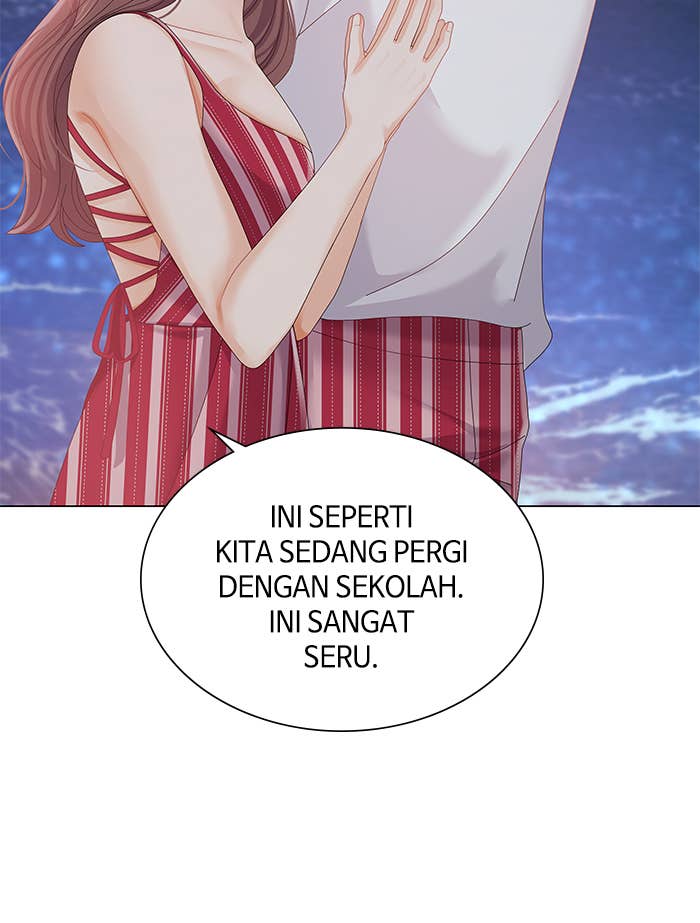 INI SEPERTI
KITA SEDANG PERGI
DENGAN SEKOLAH.
INI SANGAT
SERU.